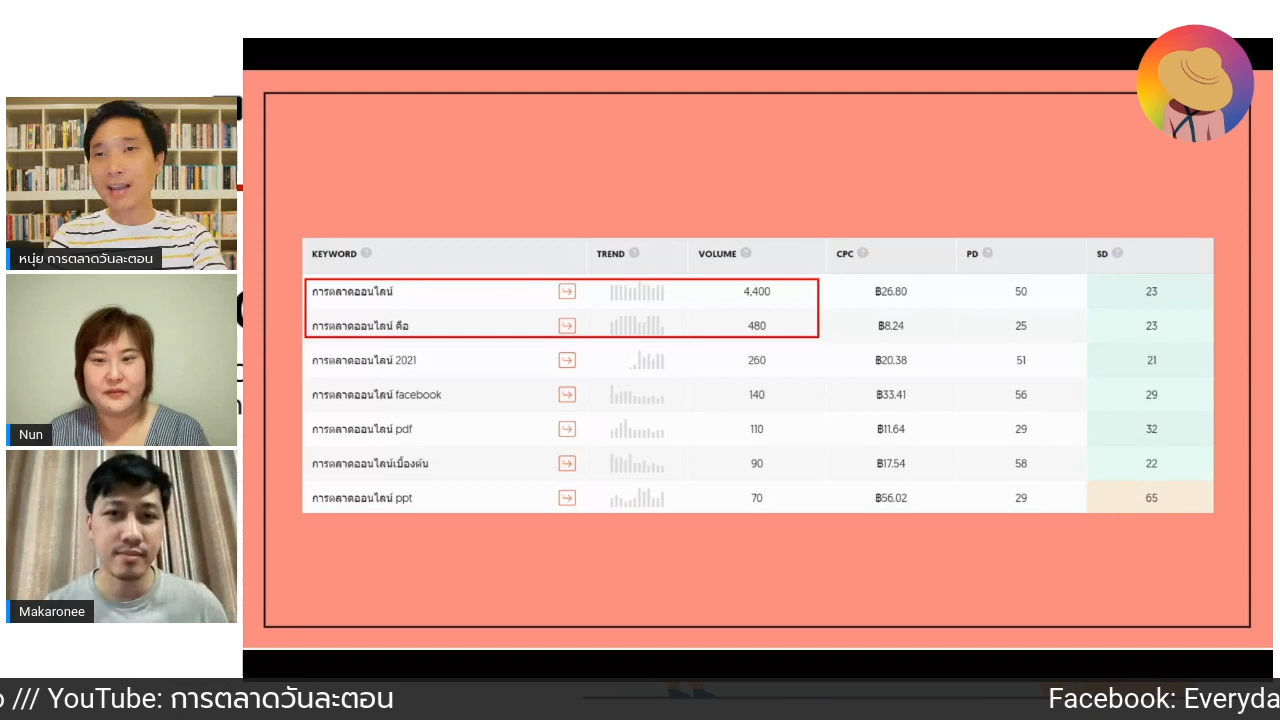 หนุ่ย การตลาดวันละตอน
Nun
Makaronee
KEYWORD TREND VOLUME CPC PD SD
การตลาดออนไลน์ 4,400 ฿26.80 50 23
การตลาดออนไลน์ คือ 480 ฿8.24 25 23
การตลาดออนไลน์ 2021 260 ฿20.38 51 21
การตลาดออนไลน์ facebook 140 ฿33.41 56 29
การตลาดออนไลน์ pdf 110 ฿11.64 29 32
การตลาดออนไลน์เบื้องต้น 90 ฿17.54 58 22
การตลาดออนไลน์ ppt 70 ฿56.02 29 65
/// YouTube: การตลาดวันละตอน Facebook: Everyda